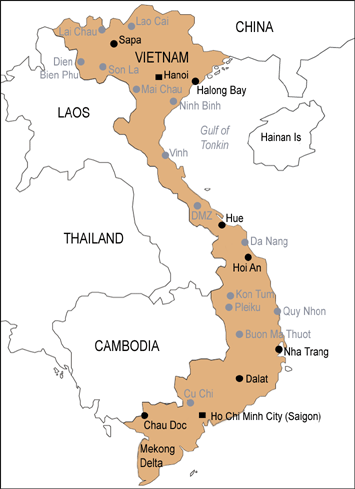 Lao Cai
CHINA
Lai Chau
Sapa
VIETNAM
Dien
Bien Phu
Son La
Hanoi
Mai Chau
Halong Bay
LAOS
Ninh Binh
Gulf of
Tonkin
Hainan Is
Vinh
DMZ
Hue
THAILAND
Da Nang
Hoi An
Kon Tum
Pleiku
Quy Nhon
Buon Ma Thuot
CAMBODIA
Nha Trang
Dalat
Cu Chi
Chau Doc
Ho Chi Minh City (Saigon)
Mekong
Delta